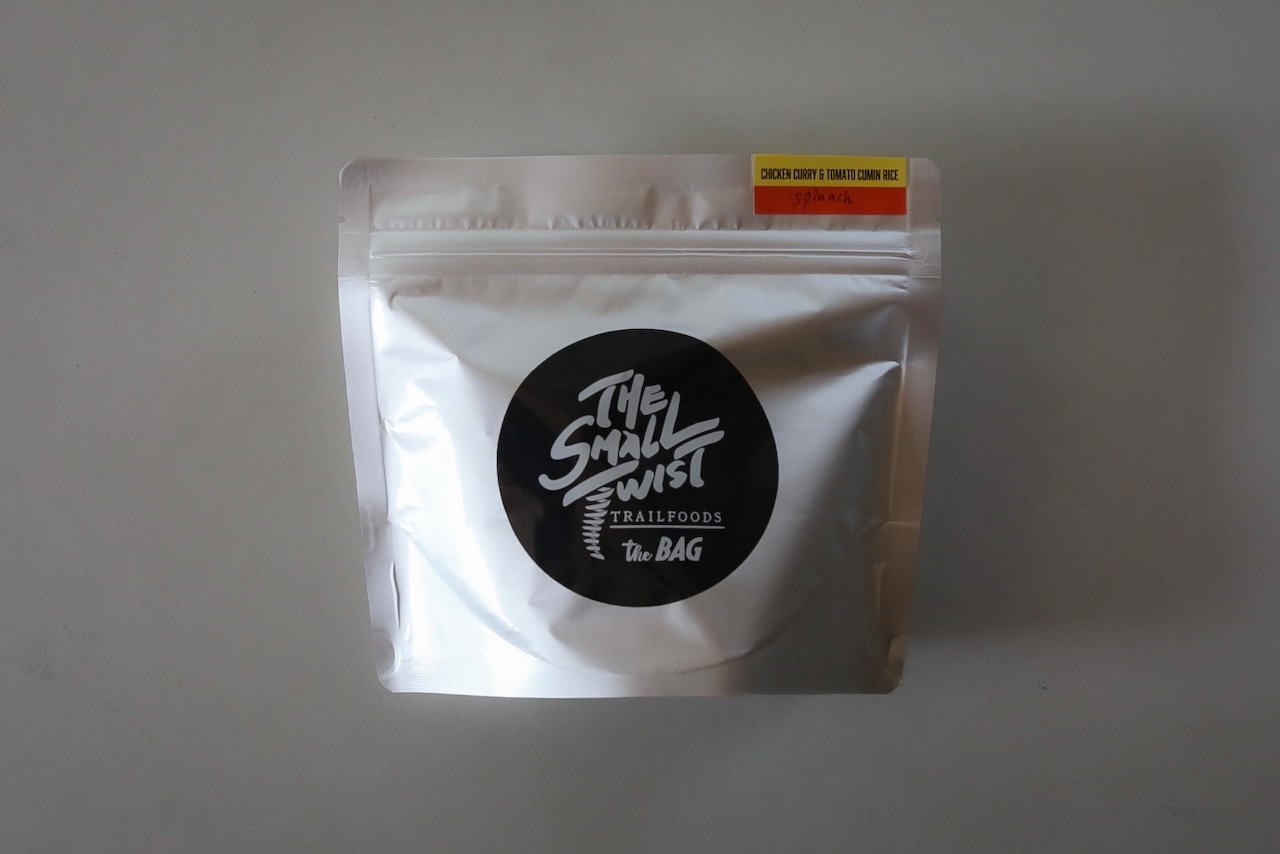 CHICKEN CURRY & TOMATO CUMIN RICE
·spinach
THE
SMALL
TWIST
TRAILFOODS
the BAG